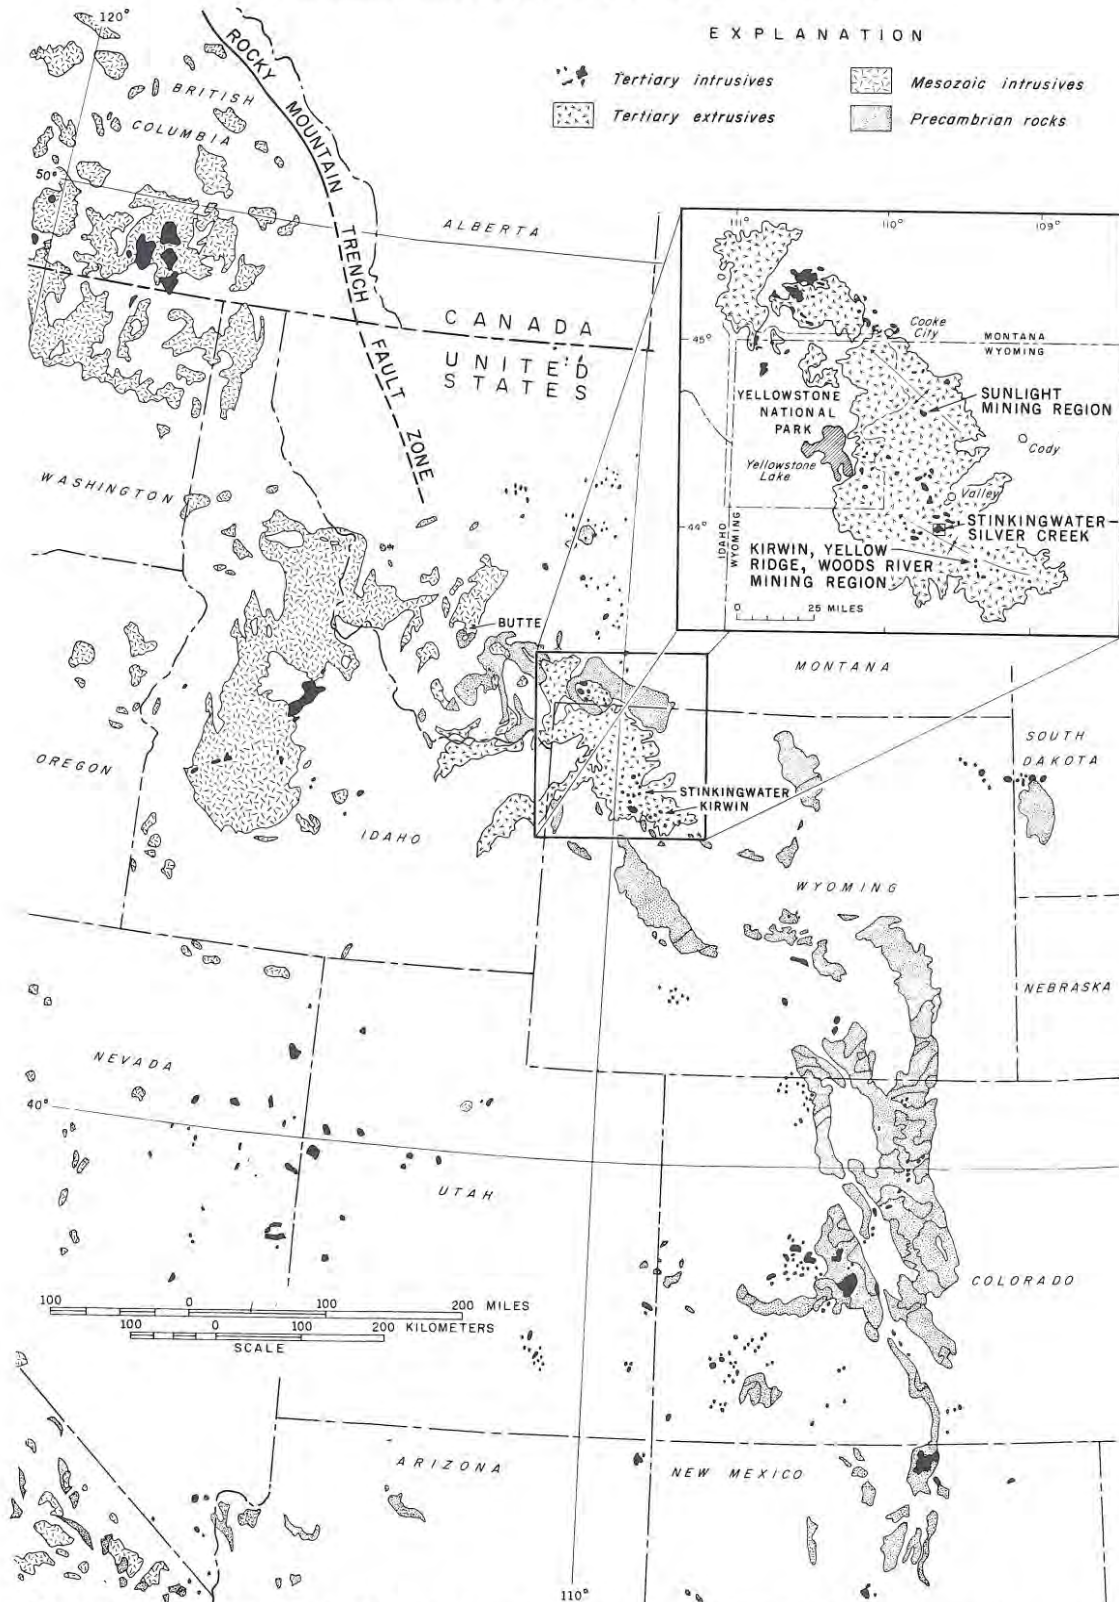 EXPLANATION
Tertiary intrusives
Mesozoic intrusives
Tertiary extrusives
Precambrian rocks
120°
ROCKY MOUNTAIN TRENCH FAULT ZONE
BRITISH
COLUMBIA
50°
ALBERTA
CANADA
UNITED
STATES
111°
110°
109°
45°
Cooke
City
MONTANA
WYOMING
SUNLIGHT
MINING REGION
YELLOWSTONE
NATIONAL
PARK
Cody
Yellowstone
Lake
Valley
44°
STINKINGWATER–
SILVER CREEK
IDAHO
WYOMING
KIRWIN, YELLOW
RIDGE, WOODS RIVER
MINING REGION
0 25 MILES
WASHINGTON
BUTTE
MONTANA
SOUTH
DAKOTA
OREGON
STINKINGWATER
KIRWIN
IDAHO
WYOMING
NEBRASKA
NEVADA
40°
UTAH
COLORADO
100 0 100 200 MILES
100 0 100 200 KILOMETERS
SCALE
ARIZONA
NEW MEXICO
110°